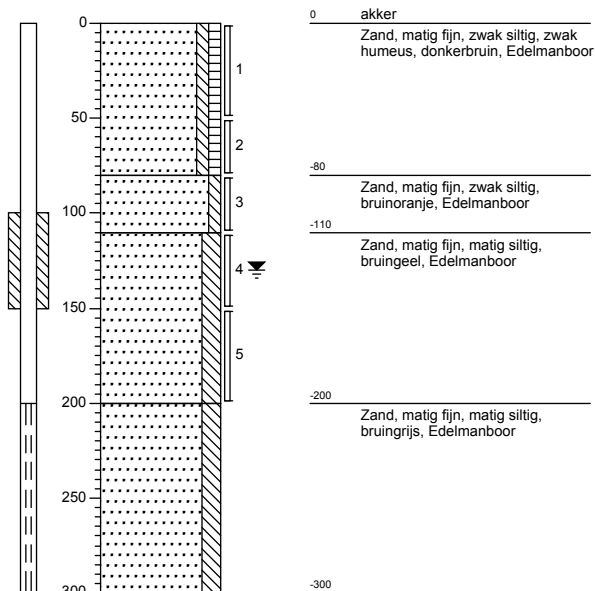 0
akker
0
Zand, matig fijn, zwak siltig, zwak
humeus, donkerbruin, Edelmanboor
1
50
2
-80
Zand, matig fijn, zwak siltig,
bruinoranje, Edelmanboor
3
100
-110
Zand, matig fijn, matig siltig,
bruingeel, Edelmanboor
4
150
5
200
-200
Zand, matig fijn, matig siltig,
bruingrijs, Edelmanboor
250
300
-300